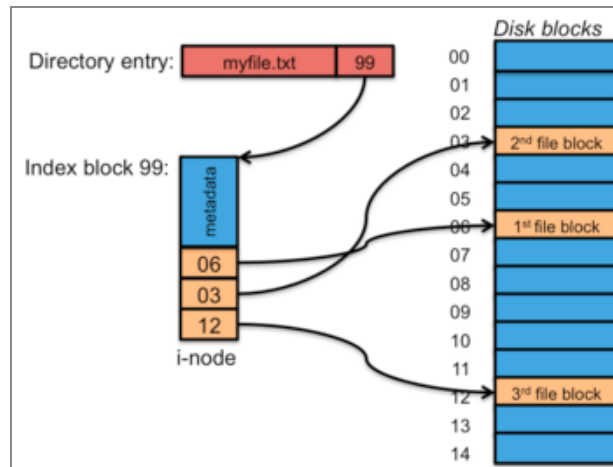 Disk blocks
Directory entry: myfile.txt 99
Index block 99:
metadata
06
03
12
i-node
00
01
02
03 2nd file block
04
05
06 1st file block
07
08
09
10
11
12 3rd file block
13
14